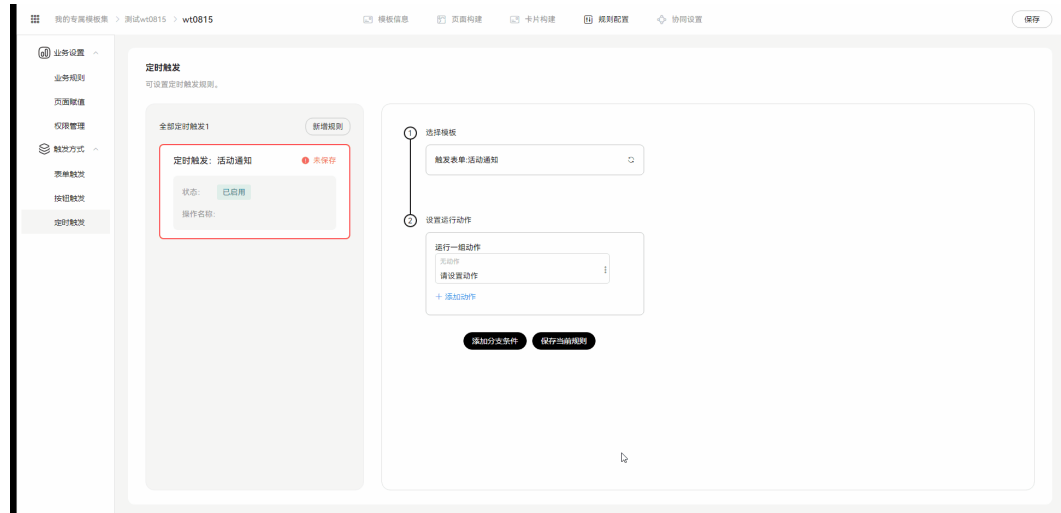 我的专属模板集 > 测试wt0815 > wt0815
模板信息
页面构建
卡片构建
规则配置
协同设置
保存
业务设置
业务规则
页面赋值
权限管理
触发方式
表单触发
按钮触发
定时触发
定时触发
可设置定时触发规则。
全部定时触发1
新增规则
定时触发：活动通知
未保存
状态:
已启用
操作名称:
1
选择模板
触发表单:活动通知
2
设置运行动作
运行一组动作
无动作
请设置动作
+ 添加动作
添加分支条件
保存当前规则